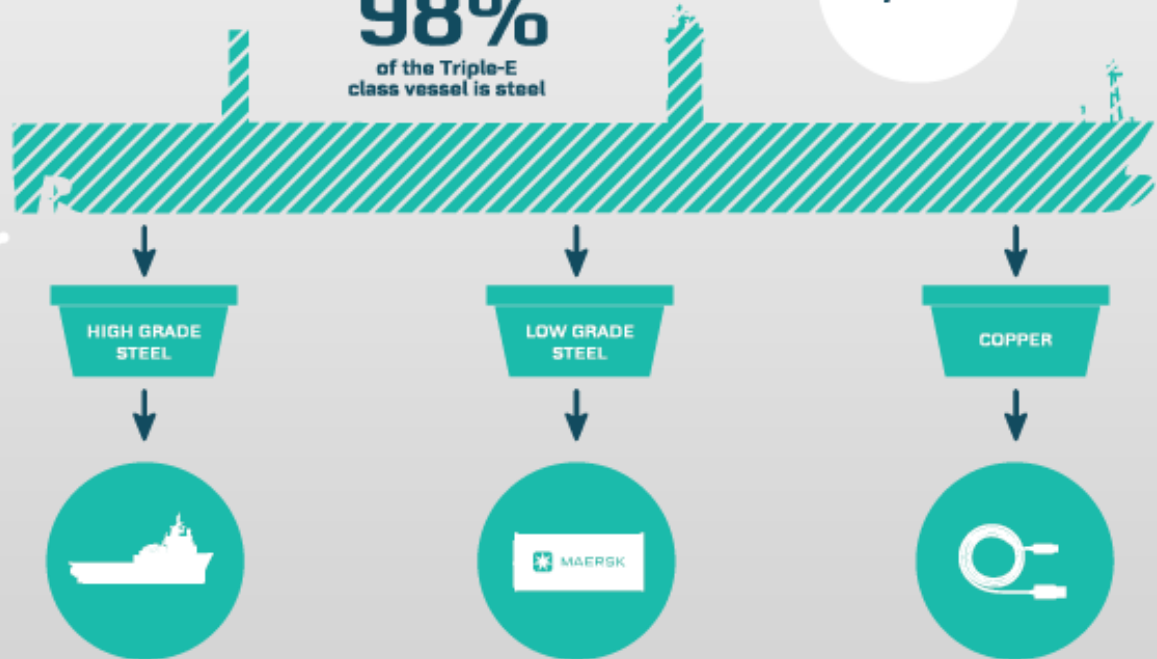 98%
of the Triple-E
class vessel is steel
HIGH GRADE
STEEL
LOW GRADE
STEEL
COPPER
MAERSK